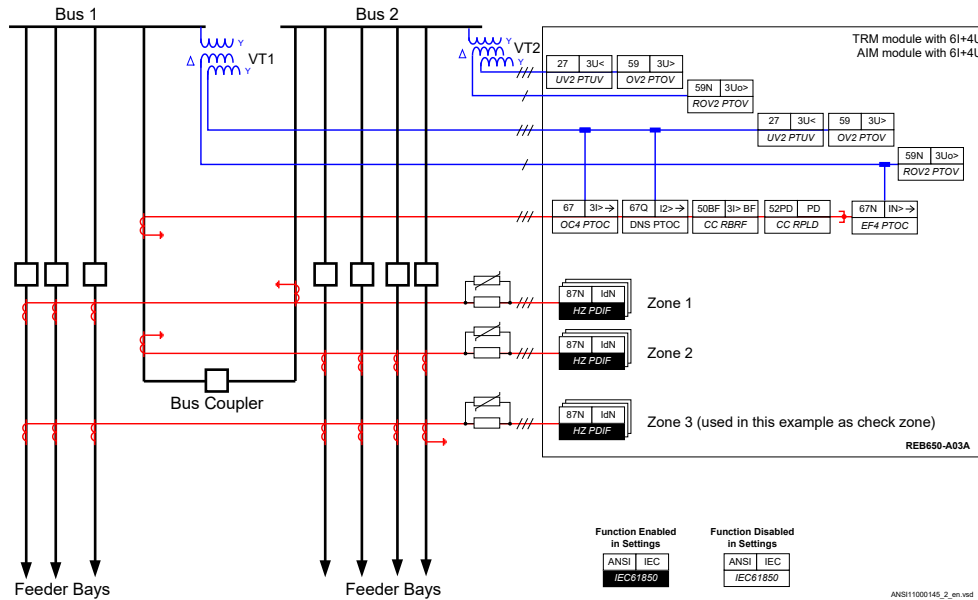 Bus 1
Bus 2
TRM module with 6I+4U
AIM module with 6I+4U
Y
Y
Δ
VT1
Y
Y
Δ
VT2
27 3U<
UV2 PTUV
59 3U>
OV2 PTOV
59N 3Uo>
ROV2 PTOV
27 3U<
UV2 PTUV
59 3U>
OV2 PTOV
59N 3Uo>
ROV2 PTOV
67 3I>→
OC4 PTOC
67Q I2>→
DNS PTOC
50BF 3I> BF
CC RBRF
52PD PD
CC RPLD
67N IN>→
EF4 PTOC
87N IdN
HZ PDIF
Zone 1
87N IdN
HZ PDIF
Zone 2
Bus Coupler
87N IdN
HZ PDIF
Zone 3 (used in this example as check zone)
REB650-A03A
Function Enabled
in Settings
ANSI IEC
IEC61850
Function Disabled
in Settings
ANSI IEC
IEC61850
Feeder Bays
Feeder Bays
ANSI11000145_2_en.vsd